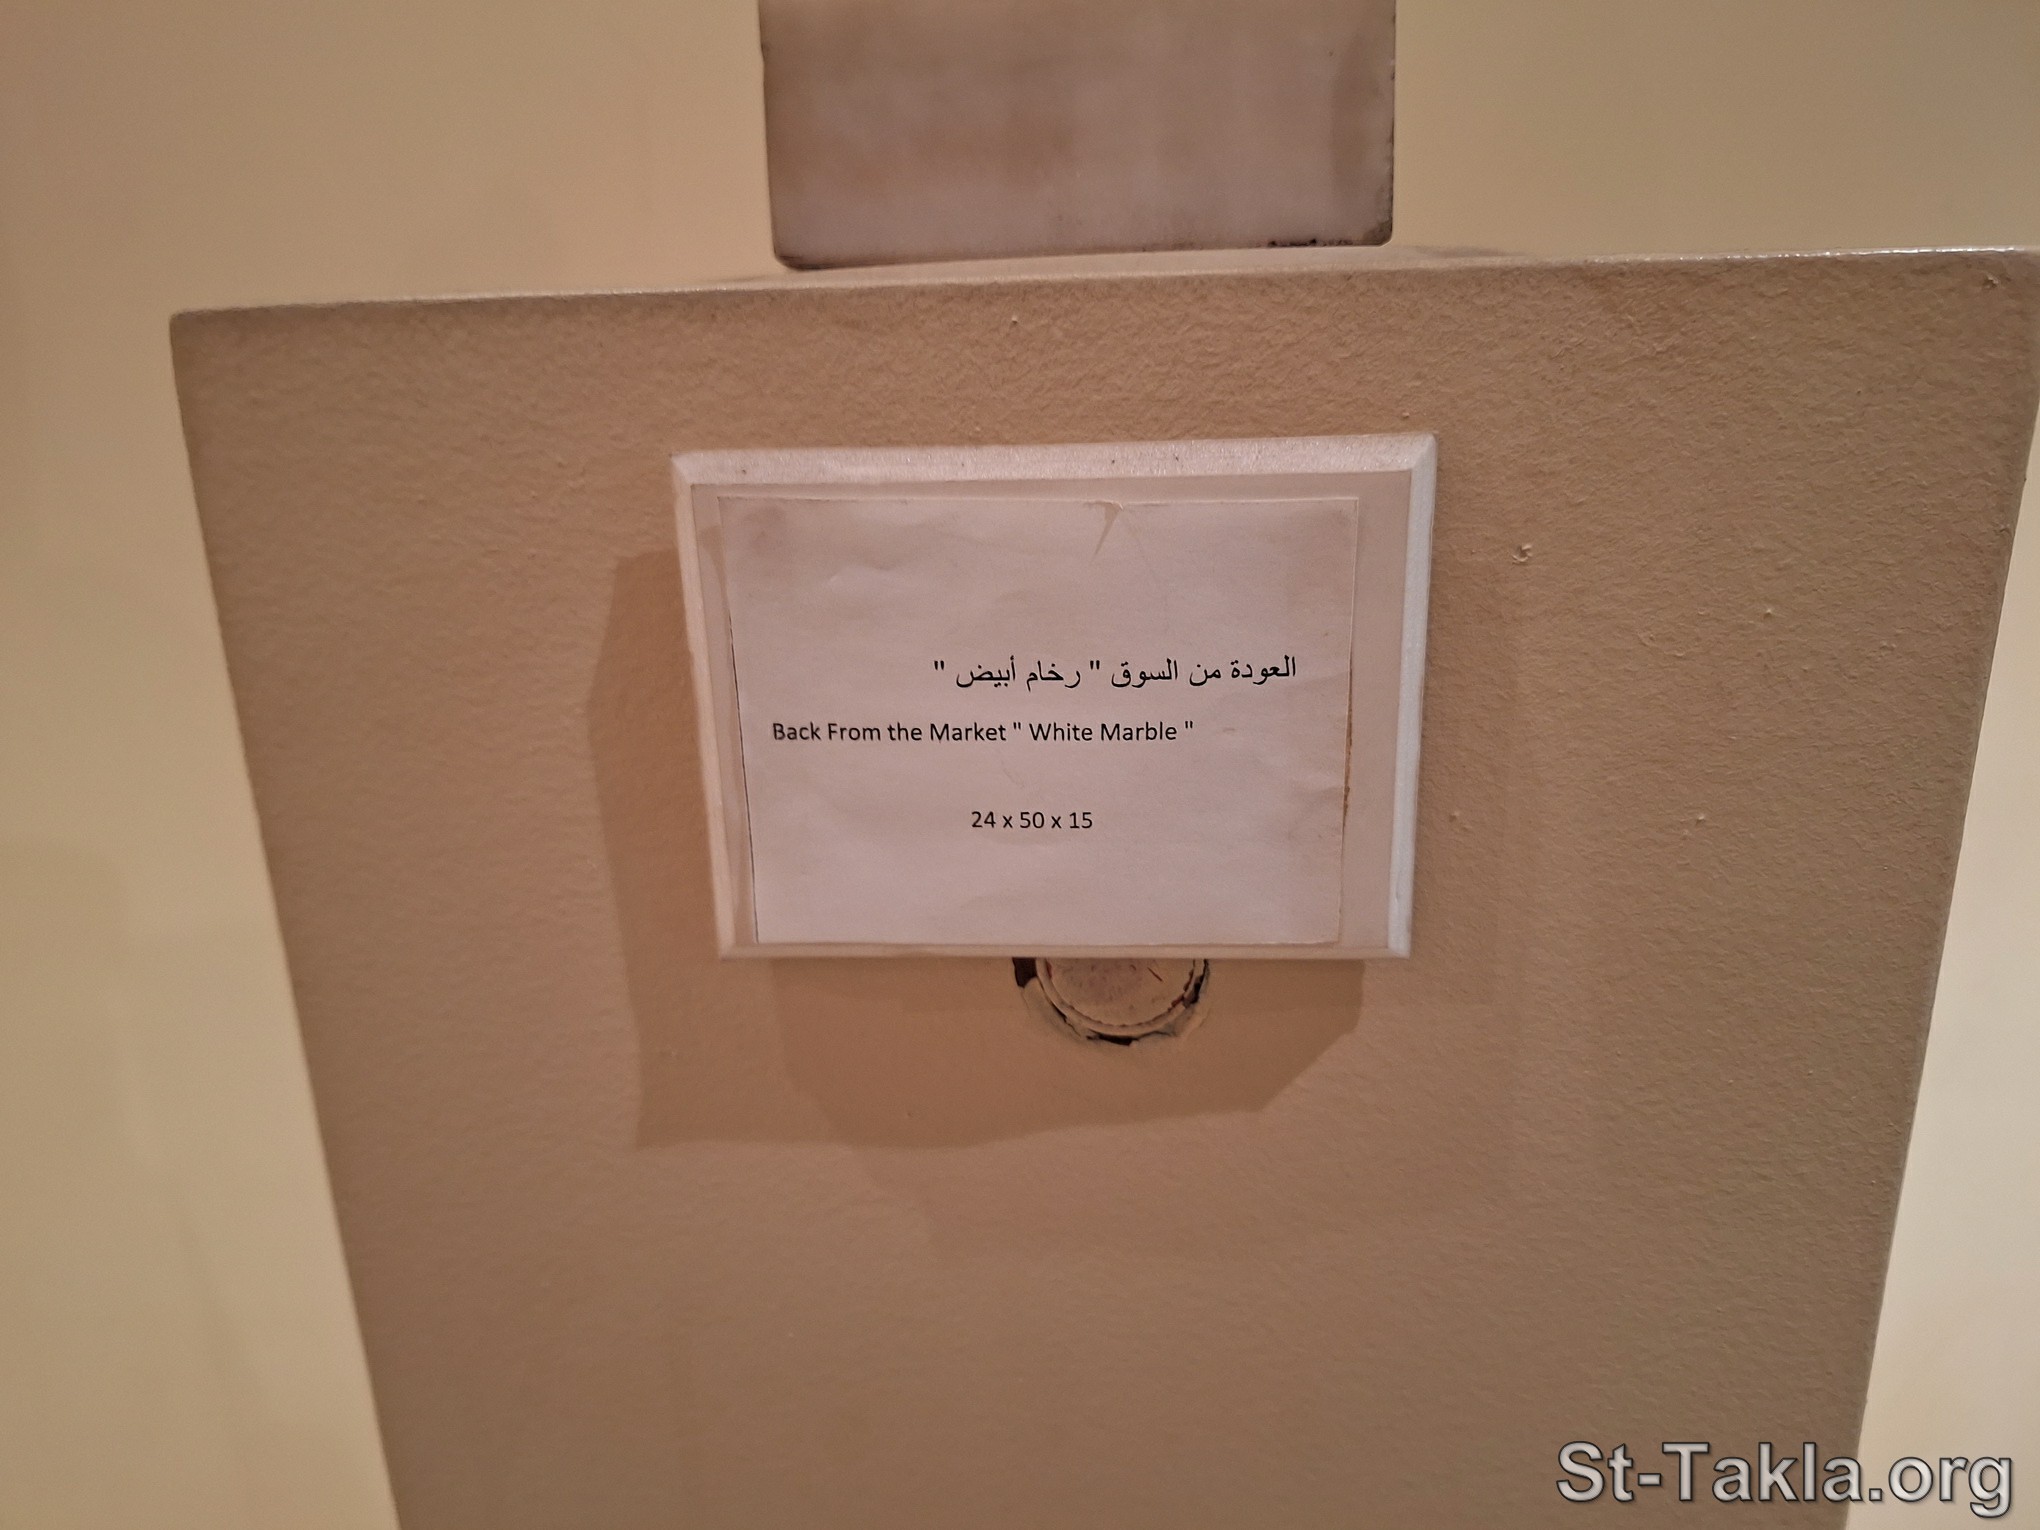 العودة من السوق " رخام أبيض "
Back From the Market " White Marble "
24 x 50 x 15
St-Takla.org